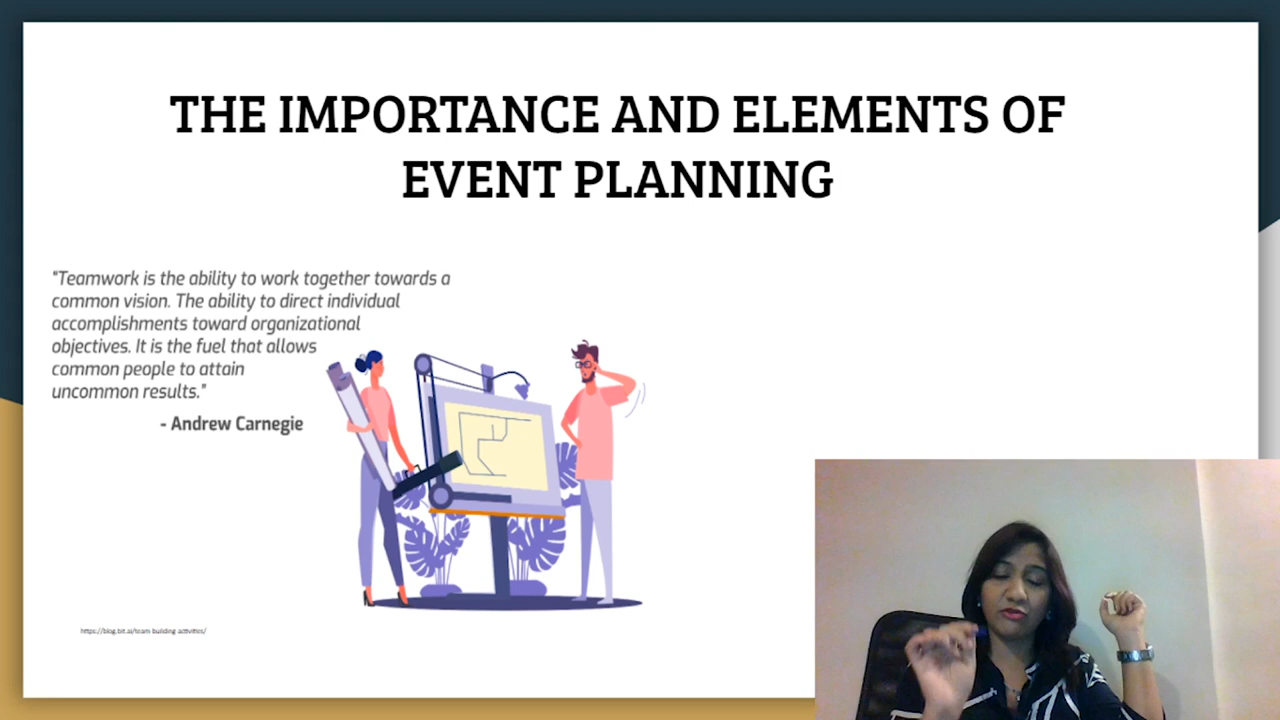 THE IMPORTANCE AND ELEMENTS OF
EVENT PLANNING
"Teamwork is the ability to work together towards a
common vision. The ability to direct individual
accomplishments toward organizational
objectives. It is the fuel that allows
common people to attain
uncommon results."
- Andrew Carnegie
https://blog.bit.ai/team-building-activities/